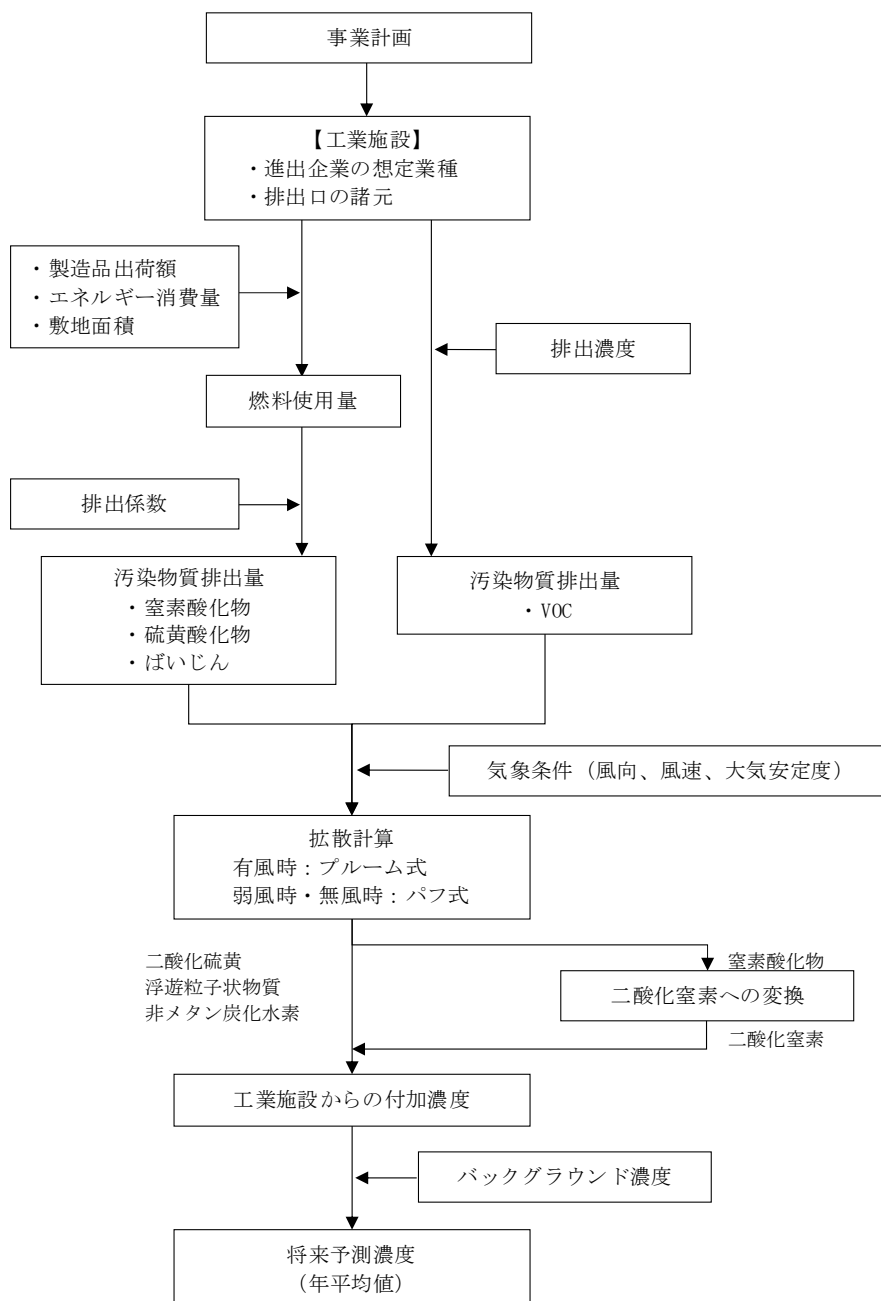 事業計画
【工業施設】
・進出企業の想定業種
・排出口の諸元
・製造品出荷額
・エネルギー消費量
・敷地面積
排出濃度
燃料使用量
排出係数
汚染物質排出量
・窒素酸化物
・硫黄酸化物
・ばいじん
汚染物質排出量
・VOC
気象条件（風向、風速、大気安定度）
拡散計算
有風時：プルーム式
弱風時・無風時：パフ式
二酸化硫黄
浮遊粒子状物質
非メタン炭化水素
窒素酸化物
二酸化窒素への変換
二酸化窒素
工業施設からの付加濃度
バックグラウンド濃度
将来予測濃度
（年平均値）